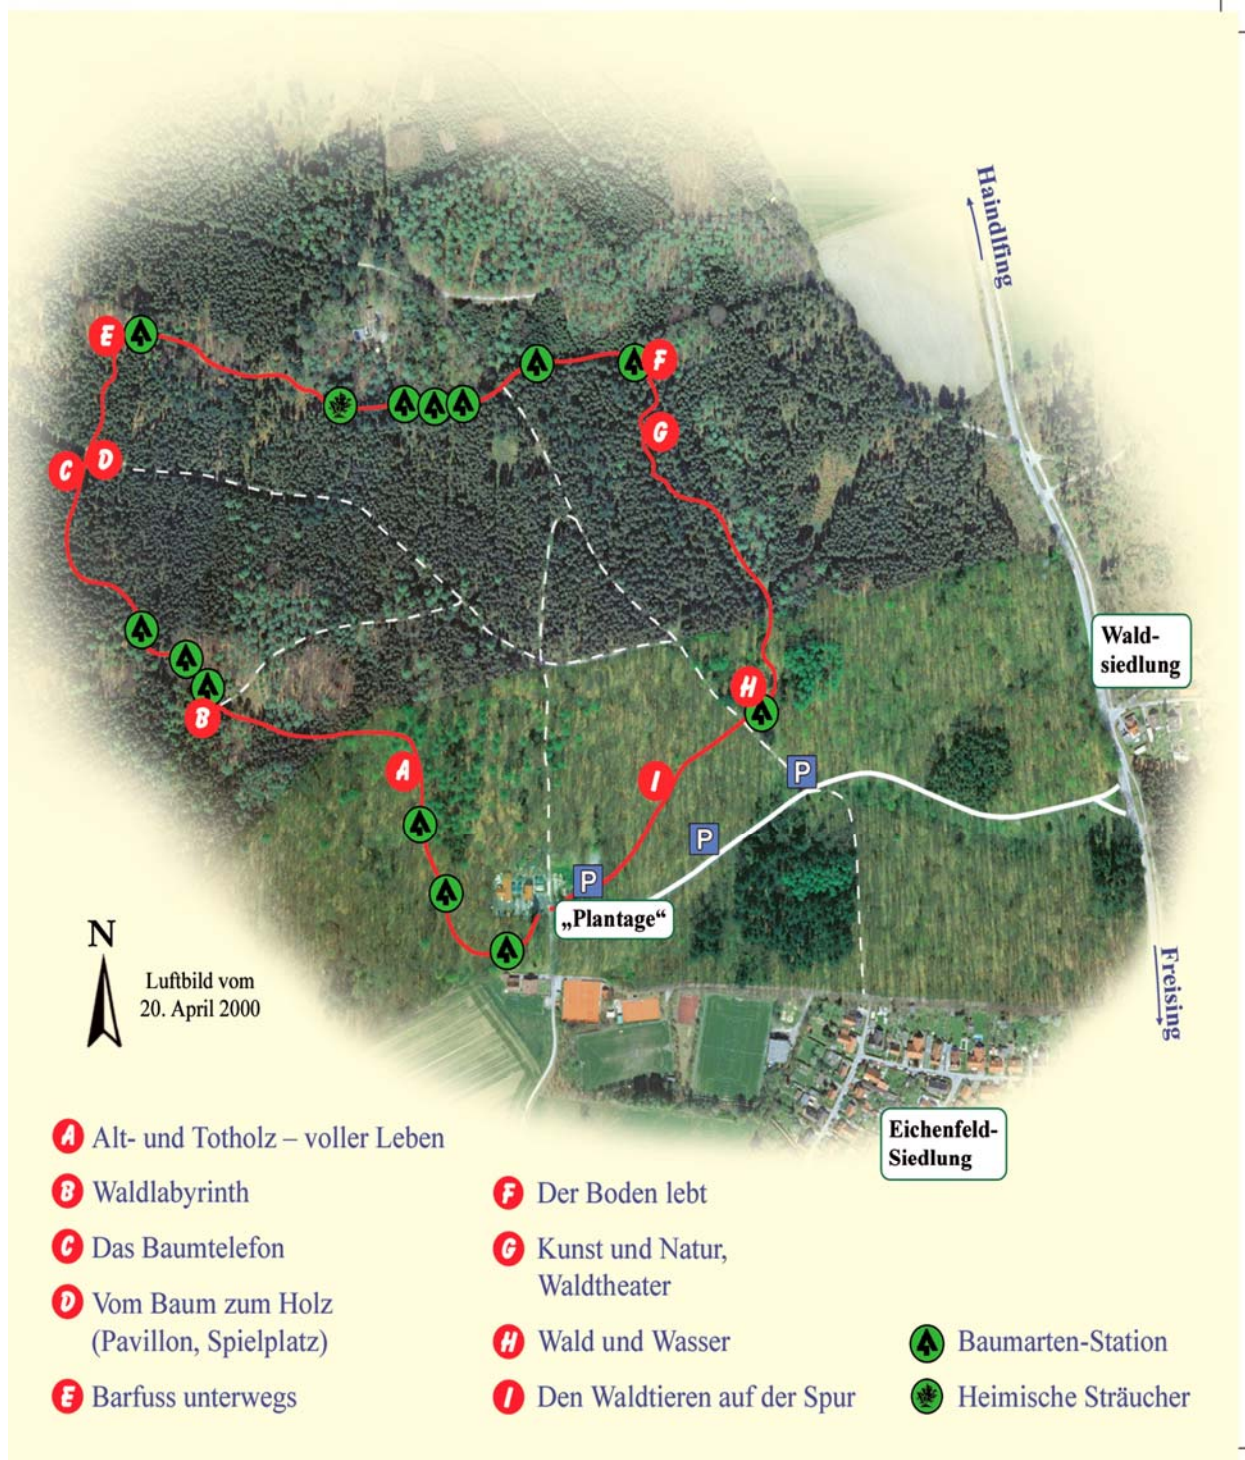 Haindlfing
E
F
G
C
D
Wald-
siedlung
H
B
A
I
P
P
P
„Plantage“
N
Luftbild vom
20. April 2000
Freising
Eichenfeld-
Siedlung
A Alt- und Totholz – voller Leben
B Waldlabyrinth
C Das Baumtelefon
D Vom Baum zum Holz
(Pavillon, Spielplatz)
E Barfuss unterwegs
F Der Boden lebt
G Kunst und Natur,
Waldtheater
H Wald und Wasser
I Den Waldtieren auf der Spur
Baumarten-Station
Heimische Sträucher